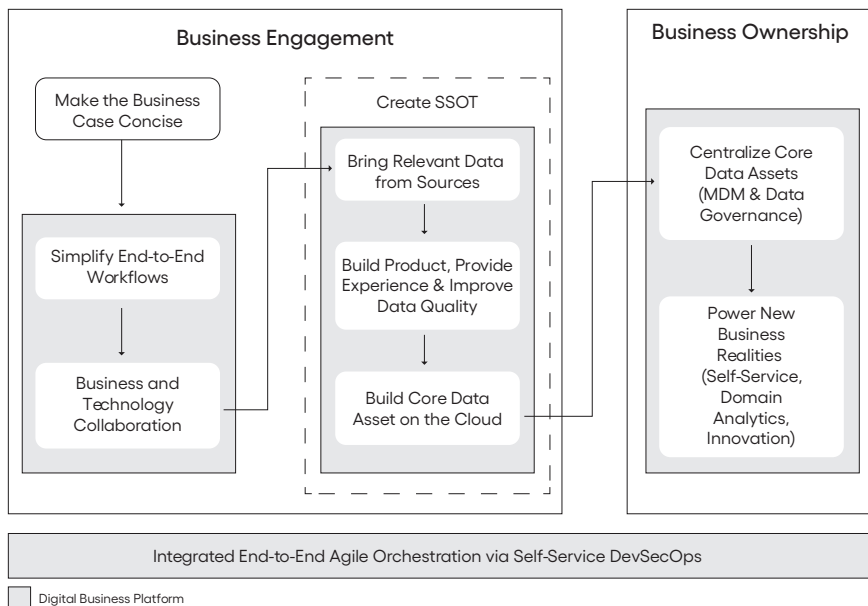 Business Engagement
Make the Business
Case Concise
Simplify End-to-End
Workflows
Business and
Technology
Collaboration
Create SSOT
Bring Relevant Data
from Sources
Build Product, Provide
Experience & Improve
Data Quality
Build Core Data
Asset on the Cloud
Business Ownership
Centralize Core
Data Assets
(MDM & Data
Governance)
Power New
Business
Realities
(Self-Service,
Domain
Analytics,
Innovation)
Integrated End-to-End Agile Orchestration via Self-Service DevSecOps
Digital Business Platform